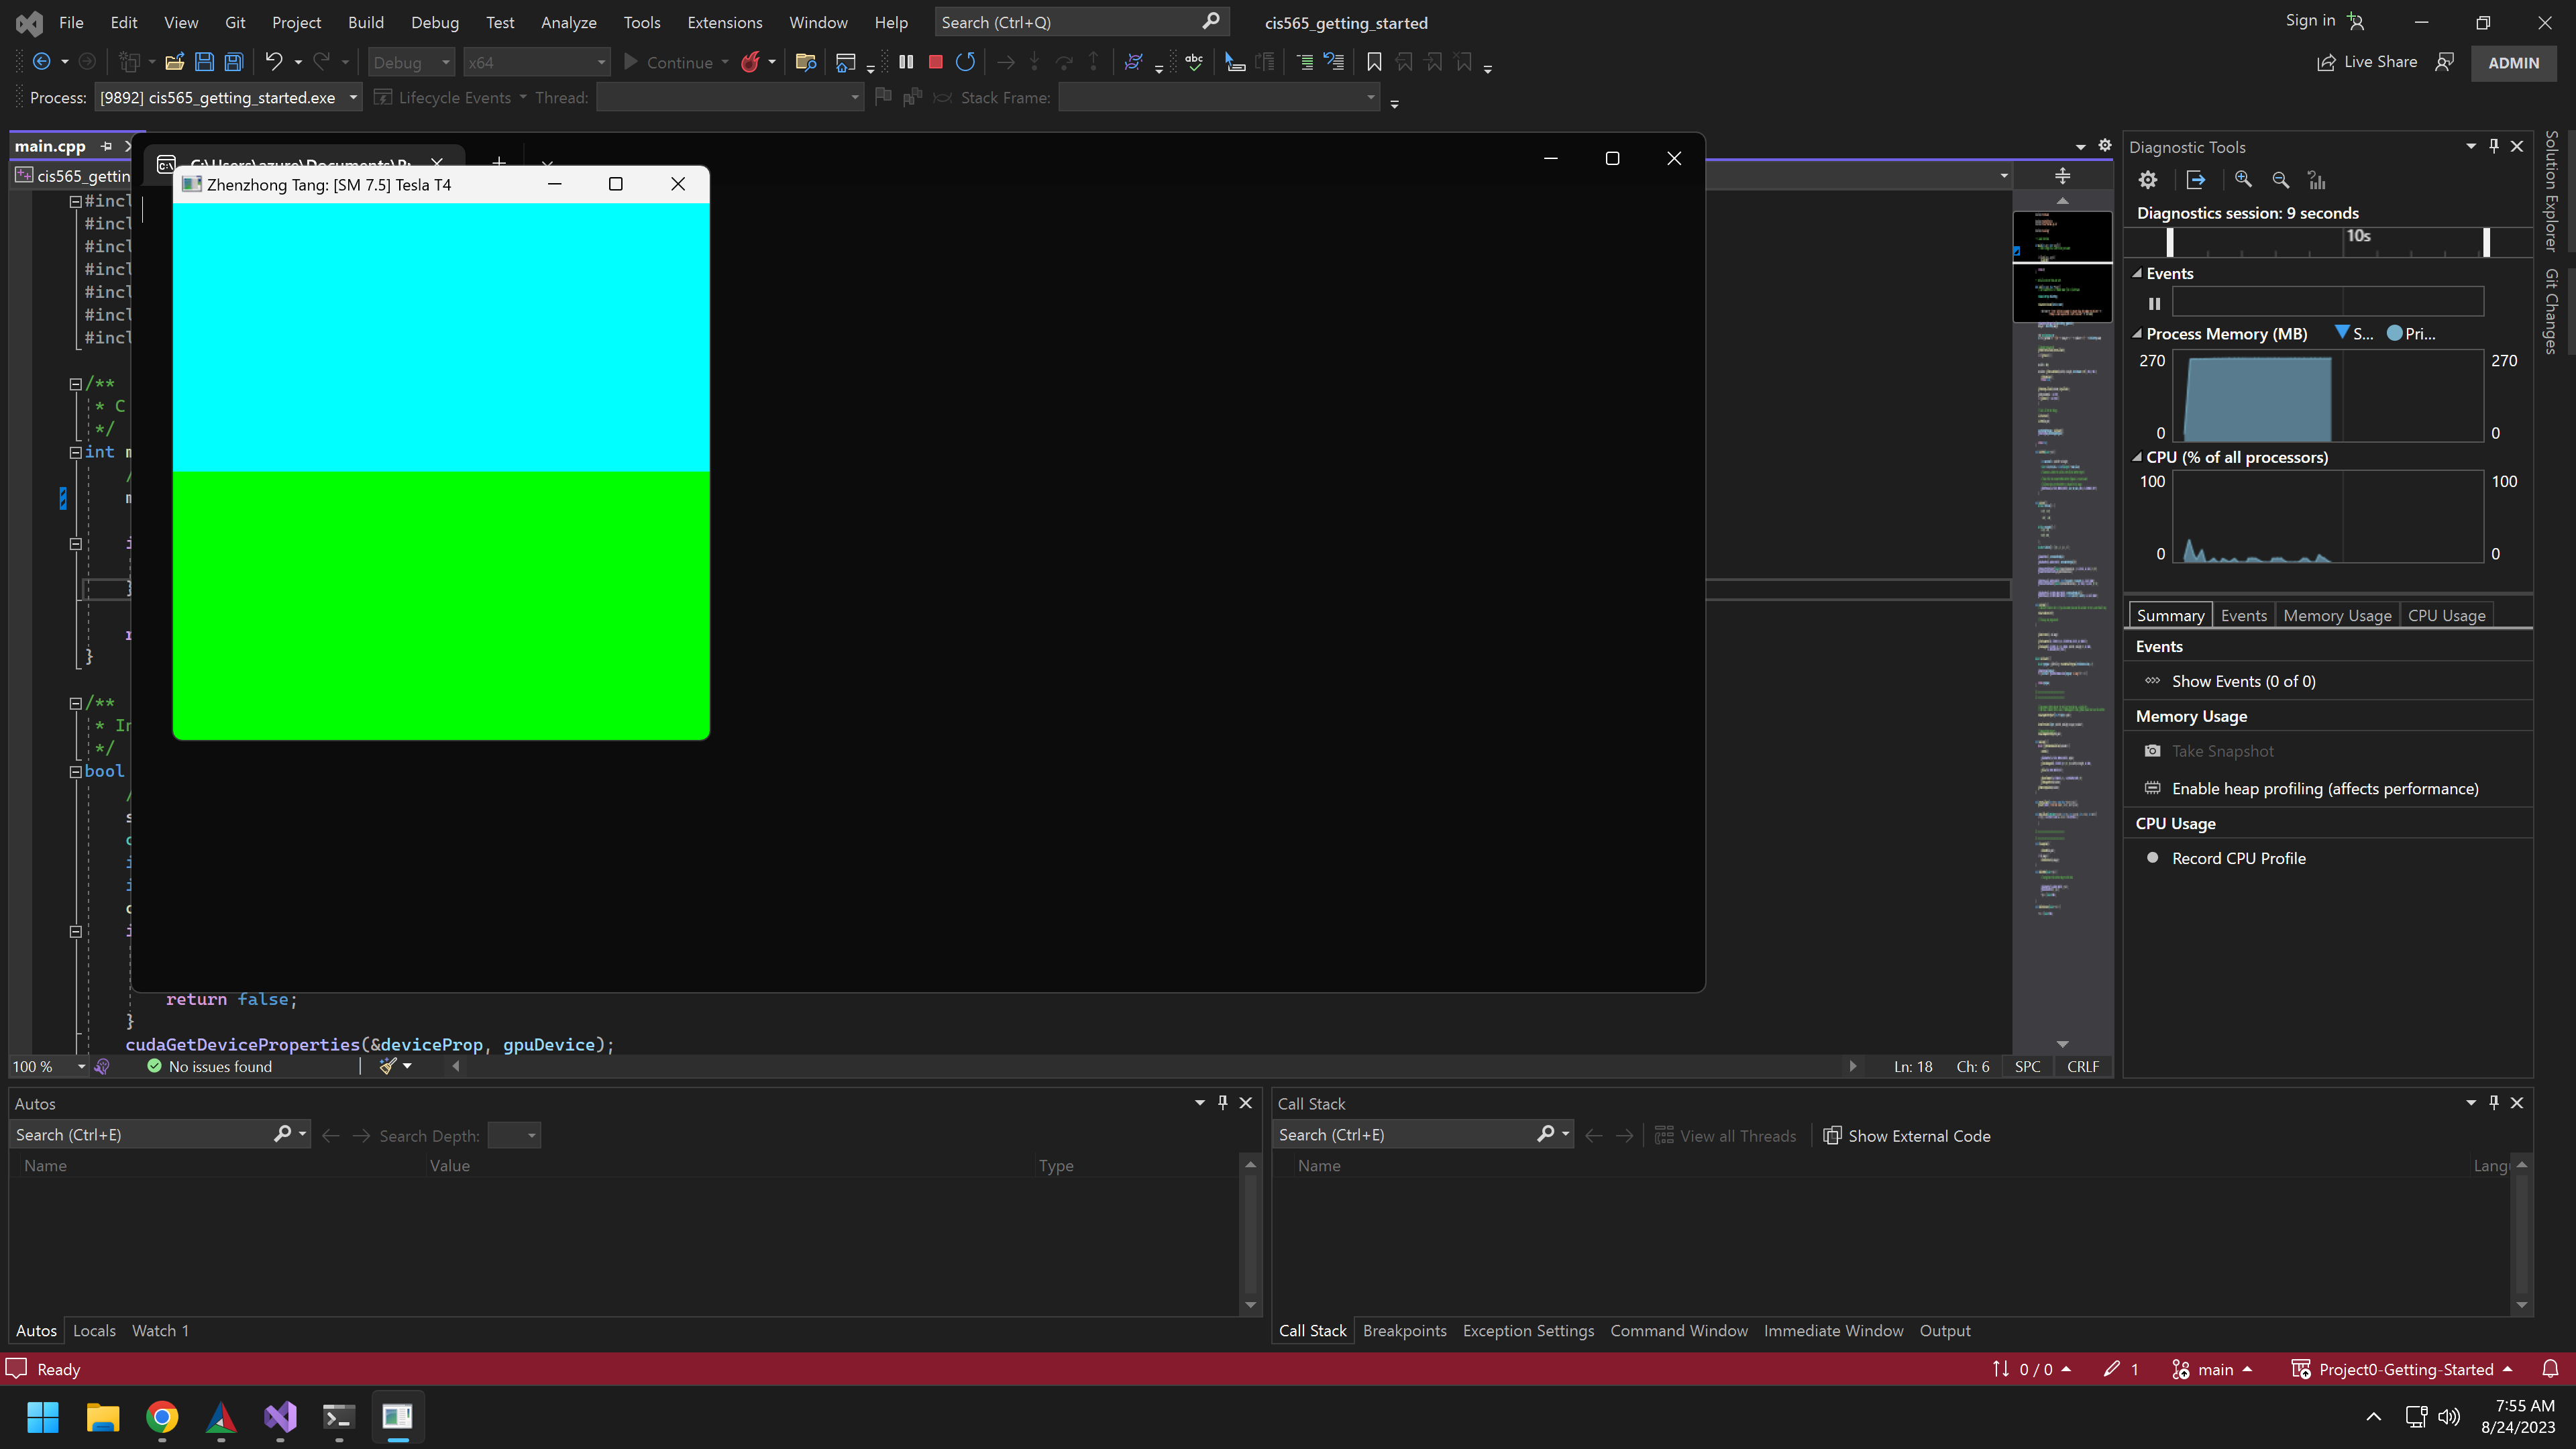 File Edit View Git Project Build Debug Test Analyze Tools Extensions Window Help Search (Ctrl+Q) cis565_getting_started Sign in
Debug x64 Continue Live Share ADMIN
Process: [9892] cis565_getting_started.exe Lifecycle Events Thread: Stack Frame:
main.cpp
C:\Users\azure\Documents\Pr
cis565_gettin
Zhenzhong Tang: [SM 7.5] Tesla T4
#incl
#incl
#incl
#incl
#incl
#incl
#incl
/**
* C
*/
int m
/
m
i
}
r
}
/**
* In
*/
bool
/
s
c
i
i
c
i
return false;
}
cudaGetDeviceProperties(&deviceProp, gpuDevice);
100 % No issues found Ln: 18 Ch: 6 SPC CRLF
Diagnostic Tools
Diagnostics session: 9 seconds
10s
Events
Process Memory (MB) S... Pri...
270 270
0 0
CPU (% of all processors)
100 100
0 0
Summary Events Memory Usage CPU Usage
Events
Show Events (0 of 0)
Memory Usage
Take Snapshot
Enable heap profiling (affects performance)
CPU Usage
Record CPU Profile
Solution Explorer
Git Changes
Autos
Search (Ctrl+E) Search Depth:
Name Value Type
Autos Locals Watch 1
Call Stack
Search (Ctrl+E) View all Threads Show External Code
Name Langu
Call Stack Breakpoints Exception Settings Command Window Immediate Window Output
Ready 0 / 0 1 main Project0-Getting-Started
7:55 AM
8/24/2023